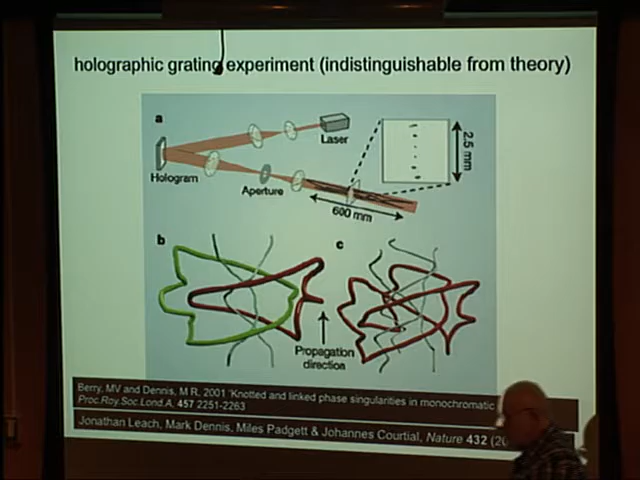 holographic grating experiment (indistinguishable from theory)
a
Laser
2.5 mm
Hologram
Aperture
600 mm
b
c
Propagation
direction
Berry, MV and Dennis, M R. 2001 'Knotted and linked phase singularities in monochromatic
Proc.Roy.Soc.Lond.A. 457 2251-2263
Jonathan Leach, Mark Dennis, Miles Padgett & Johannes Courtial, Nature 432